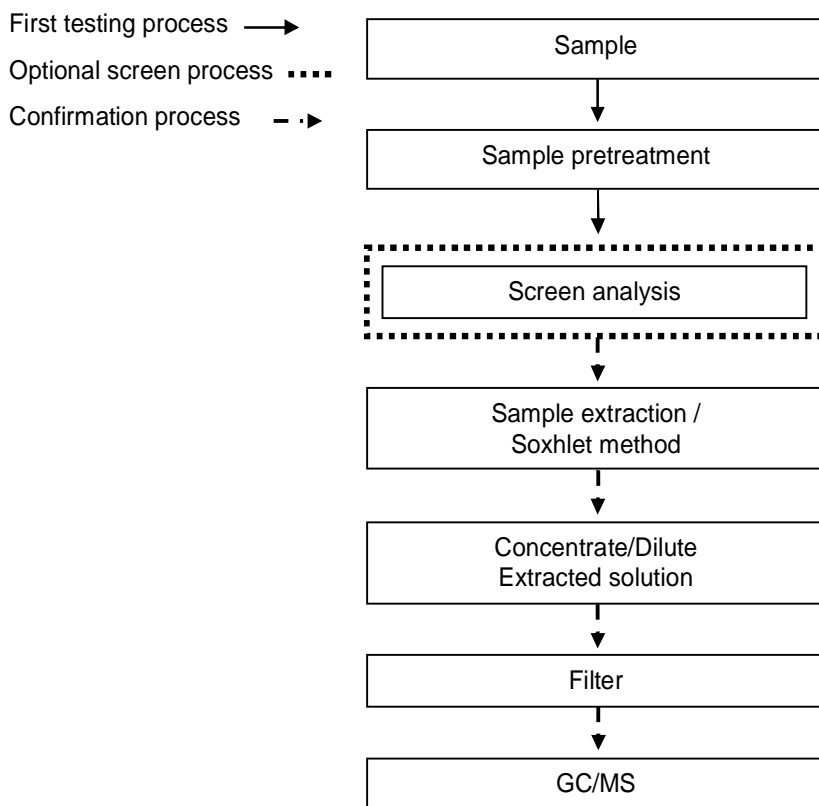 First testing process
Optional screen process
Confirmation process
Sample
Sample pretreatment
Screen analysis
Sample extraction /
Soxhlet method
Concentrate/Dilute
Extracted solution
Filter
GC/MS